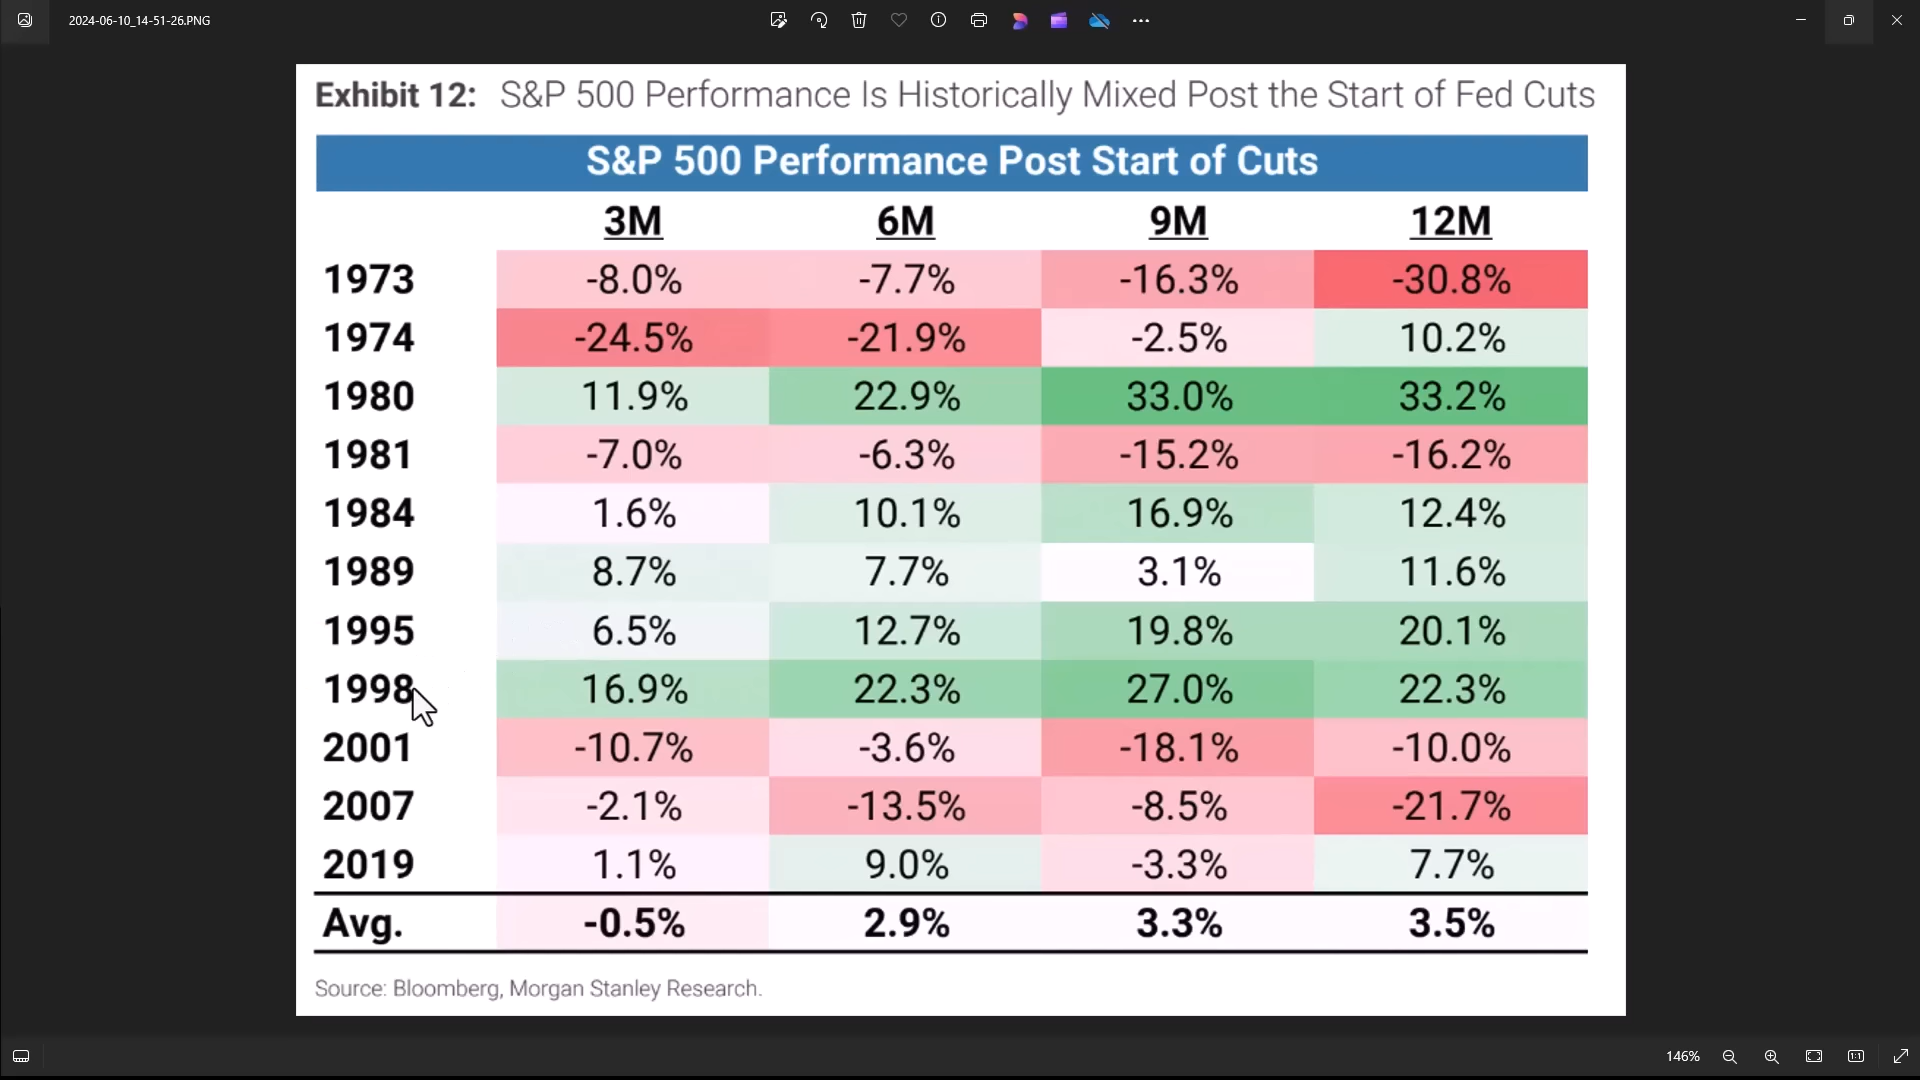 2024-06-10_14-51-26.PNG
Exhibit 12: S&P 500 Performance Is Historically Mixed Post the Start of Fed Cuts
S&P 500 Performance Post Start of Cuts
3M 6M 9M 12M
1973 -8.0% -7.7% -16.3% -30.8%
1974 -24.5% -21.9% -2.5% 10.2%
1980 11.9% 22.9% 33.0% 33.2%
1981 -7.0% -6.3% -15.2% -16.2%
1984 1.6% 10.1% 16.9% 12.4%
1989 8.7% 7.7% 3.1% 11.6%
1995 6.5% 12.7% 19.8% 20.1%
1998 16.9% 22.3% 27.0% 22.3%
2001 -10.7% -3.6% -18.1% -10.0%
2007 -2.1% -13.5% -8.5% -21.7%
2019 1.1% 9.0% -3.3% 7.7%
Avg. -0.5% 2.9% 3.3% 3.5%
Source: Bloomberg, Morgan Stanley Research.
146%